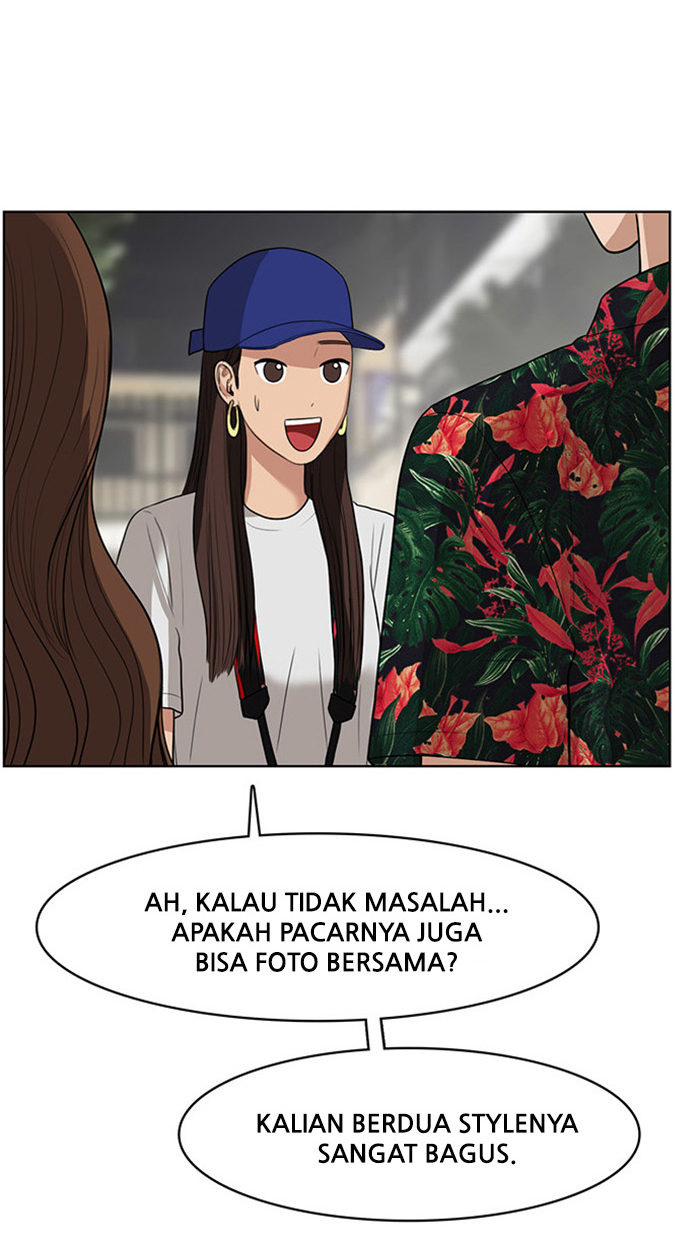 AH, KALAU TIDAK MASALAH...
APAKAH PACARNYA JUGA
BISA FOTO BERSAMA?
KALIAN BERDUA STYLENYA
SANGAT BAGUS.